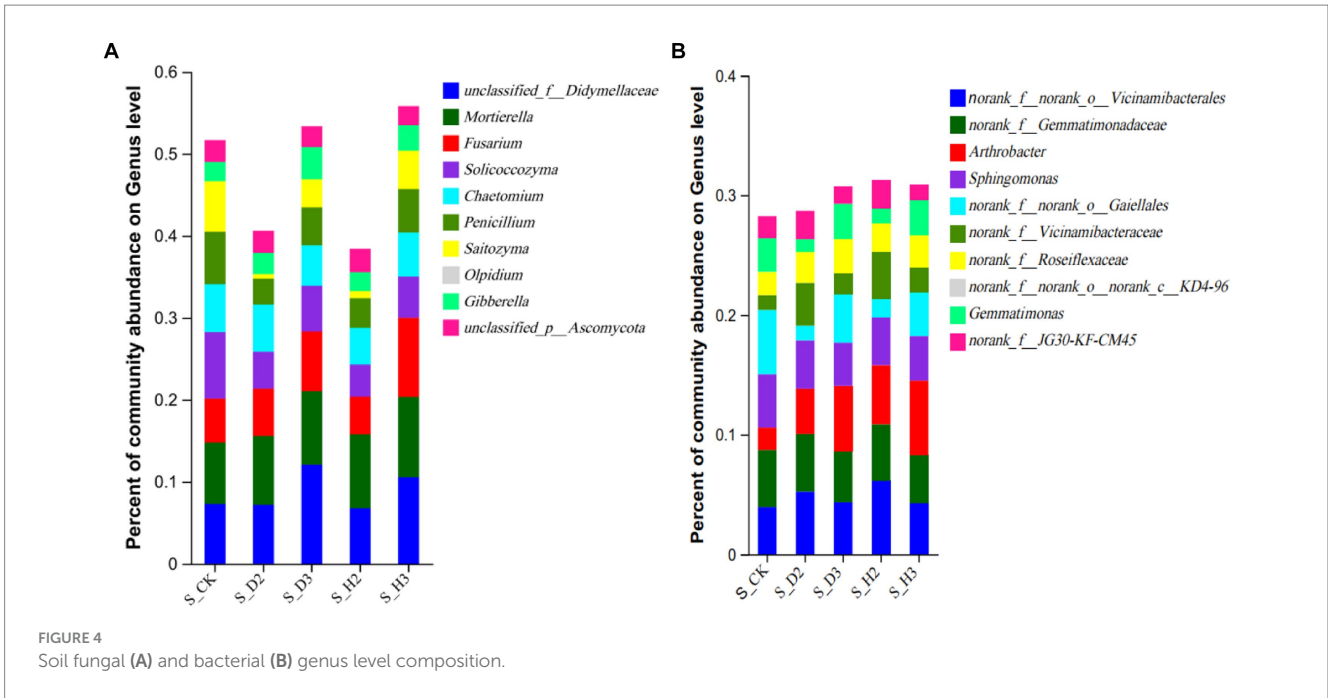 A
Percent of community abundance on Genus level
0.6
0.5
0.4
0.3
0.2
0.1
0
S_CK
S_D2
S_D3
S_H2
S_H3
unclassified_f__Didymellaceae
Mortierella
Fusarium
Solicoccozyma
Chaetomium
Penicillium
Saitozyma
Olpidium
Gibberella
unclassified_p__Ascomycota
B
Percent of community abundance on Genus level
0.4
0.3
0.2
0.1
0
S_CK
S_D2
S_D3
S_H2
S_H3
norank_f__norank_o__Vicinamibacterales
norank_f__Gemmatimonadaceae
Arthrobacter
Sphingomonas
norank_f__norank_o__Gaiellales
norank_f__Vicinamibacteraceae
norank_f__Roseiflexaceae
norank_f__norank_o__norank_c__KD4-96
Gemmatimonas
norank_f__JG30-KF-CM45
FIGURE 4
Soil fungal (A) and bacterial (B) genus level composition.